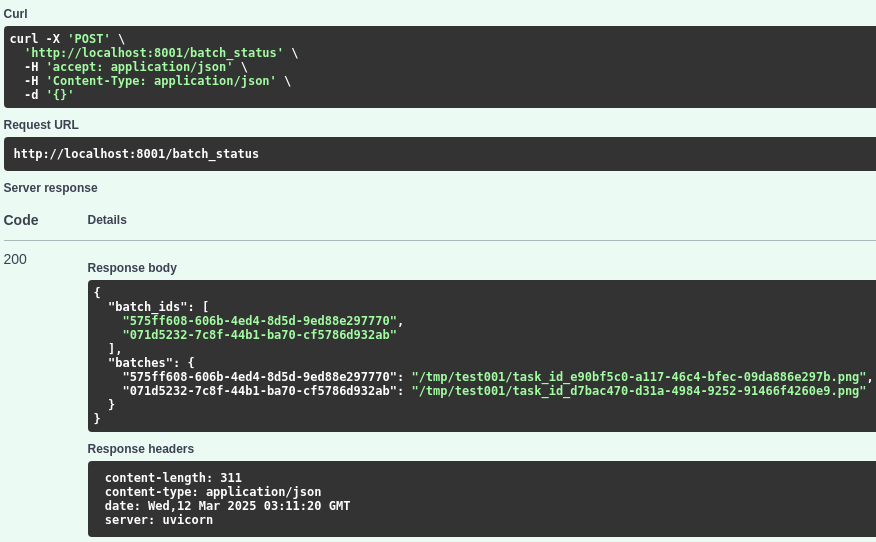 Curl
curl -X 'POST' \
  'http://localhost:8001/batch_status' \
  -H 'accept: application/json' \
  -H 'Content-Type: application/json' \
  -d '{}'
Request URL
http://localhost:8001/batch_status
Server response
Code Details
200
Response body
{
  "batch_ids": [
    "575ff608-606b-4ed4-8d5d-9ed88e297770",
    "071d5232-7c8f-44b1-ba70-cf5786d932ab"
  ],
  "batches": {
    "575ff608-606b-4ed4-8d5d-9ed88e297770": "/tmp/test001/task_id_e90bf5c0-a117-46c4-bfec-09da886e297b.png",
    "071d5232-7c8f-44b1-ba70-cf5786d932ab": "/tmp/test001/task_id_d7bac470-d31a-4984-9252-91466f4260e9.png"
  }
}
Response headers
content-length: 311
content-type: application/json
date: Wed,12 Mar 2025 03:11:20 GMT
server: uvicorn